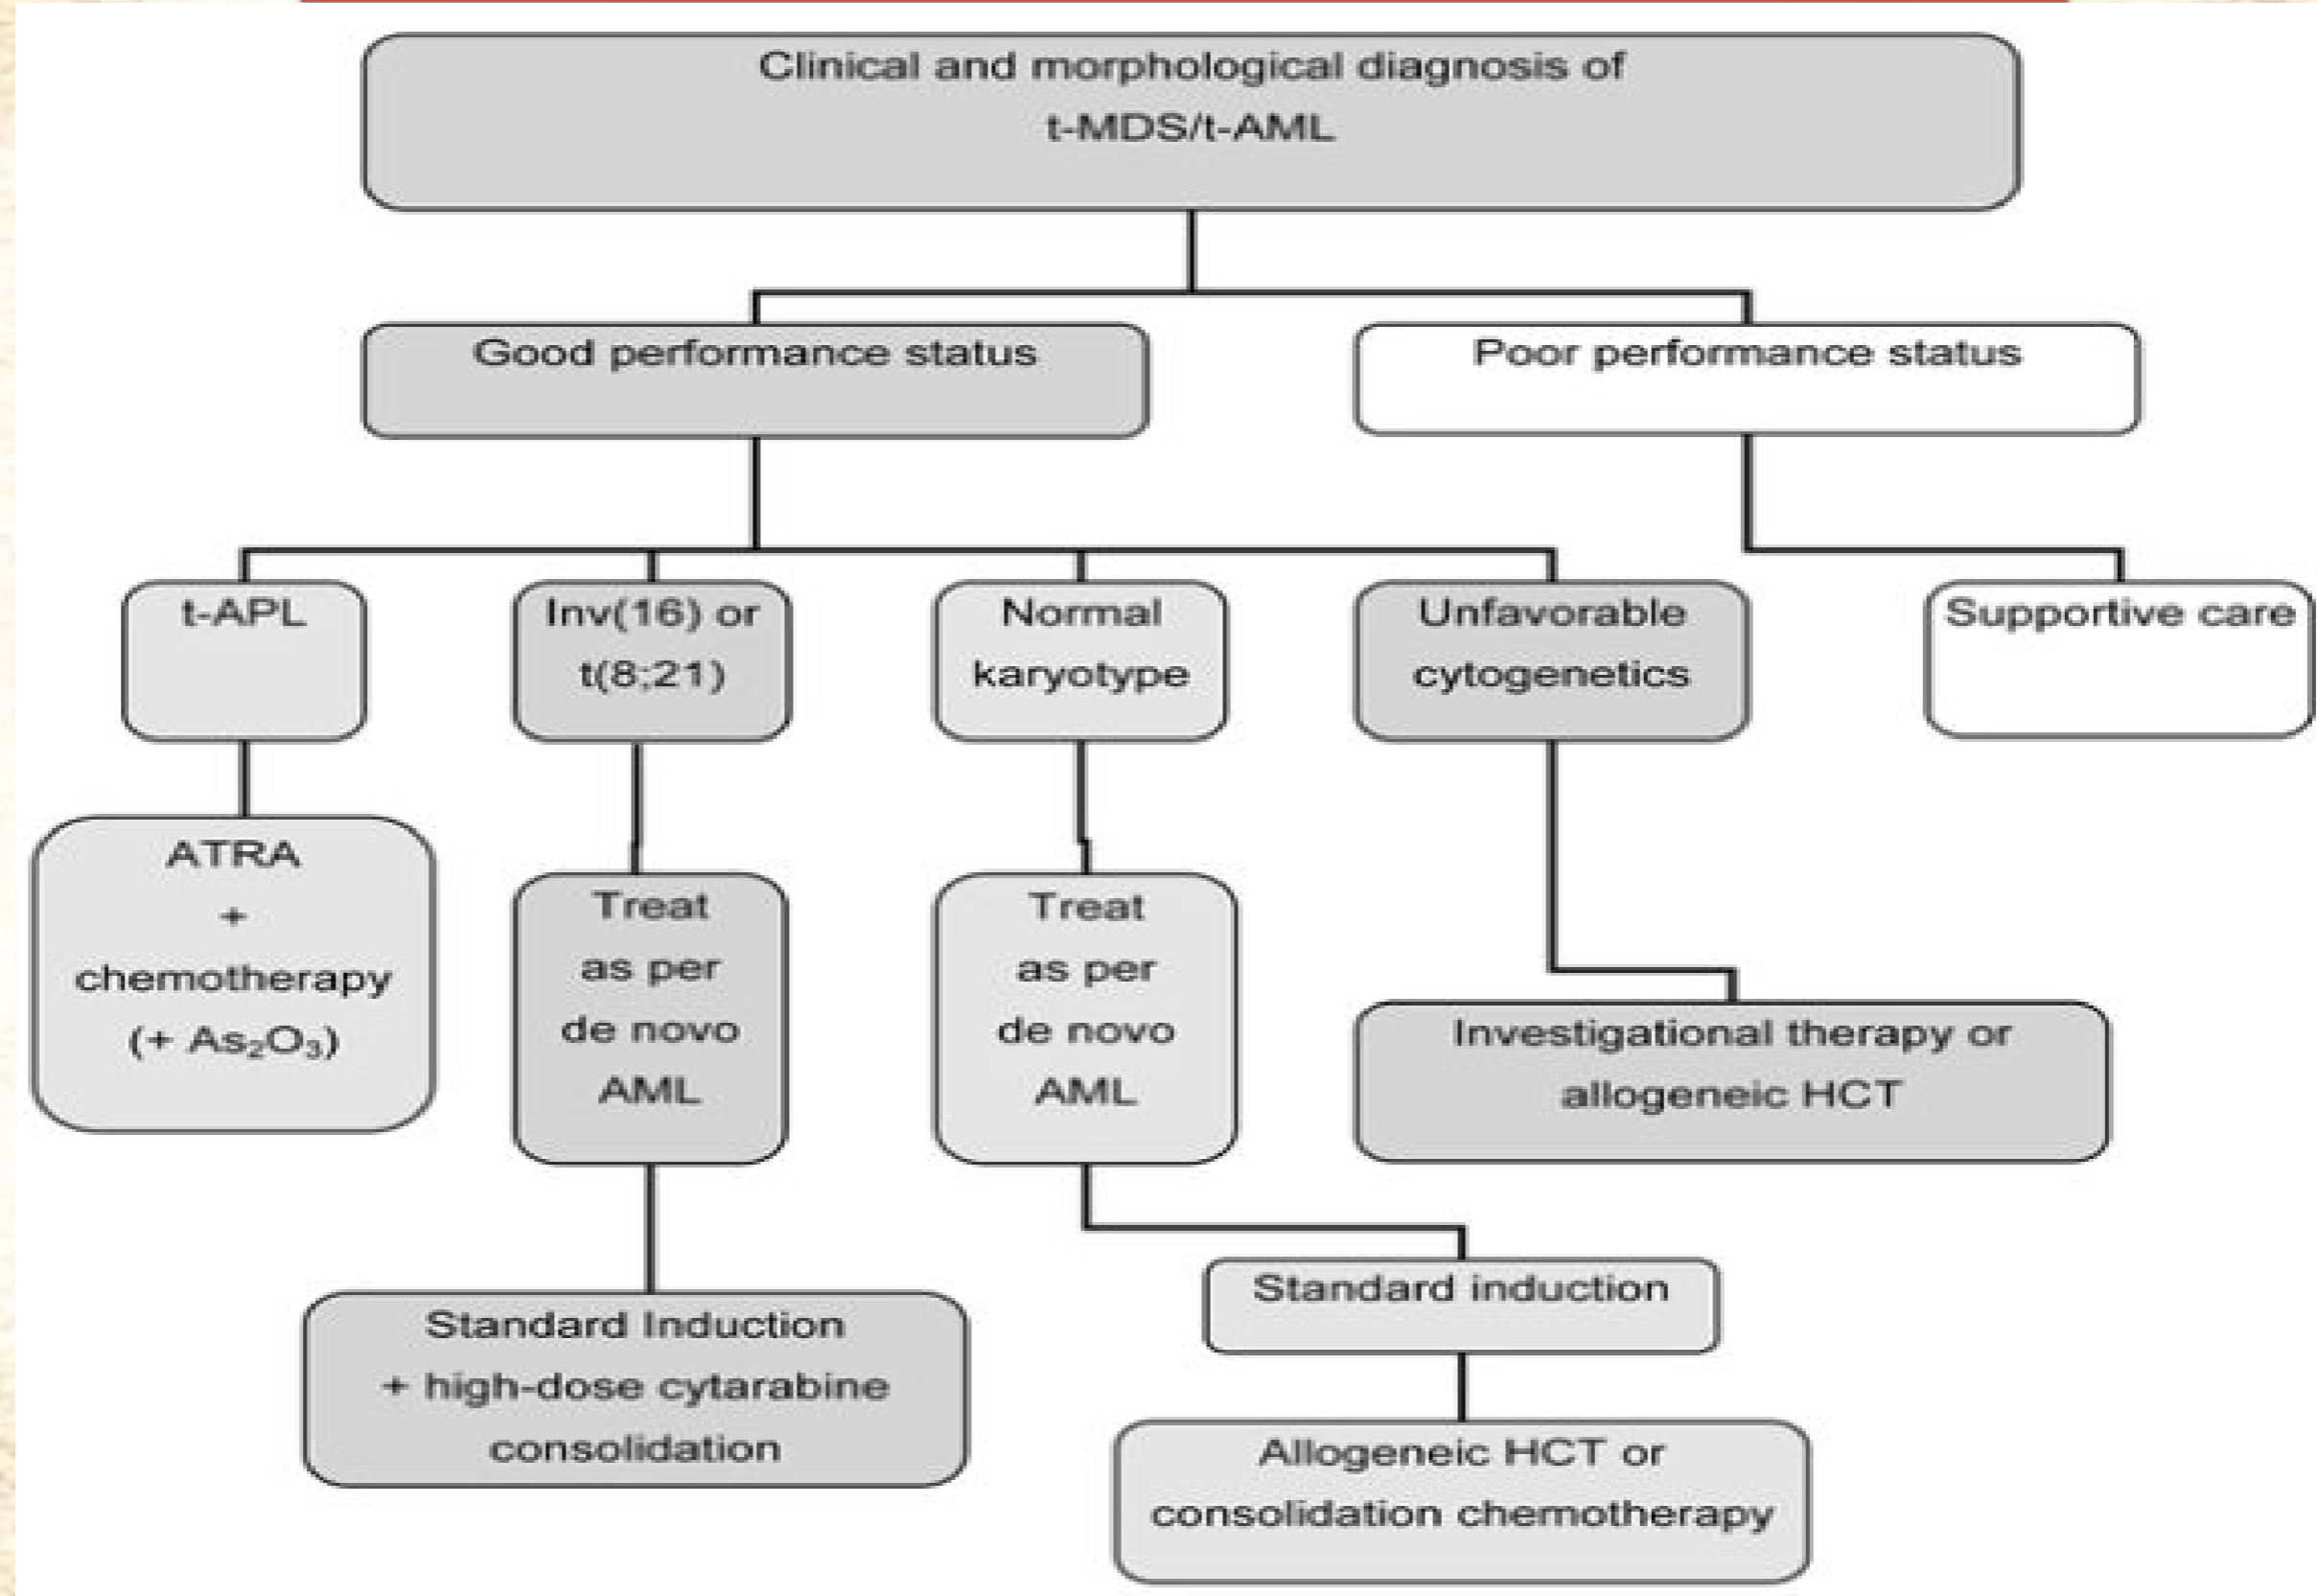 Clinical and morphological diagnosis of
t-MDS/t-AML
Good performance status
Poor performance status
t-APL
Inv(16) or
t(8;21)
Normal
karyotype
Unfavorable
cytogenetics
Supportive care
ATRA
+
chemotherapy
(+ As₂O₃)
Treat
as per
de novo
AML
Treat
as per
de novo
AML
Investigational therapy or
allogeneic HCT
Standard Induction
+ high-dose cytarabine
consolidation
Standard induction
Allogeneic HCT or
consolidation chemotherapy